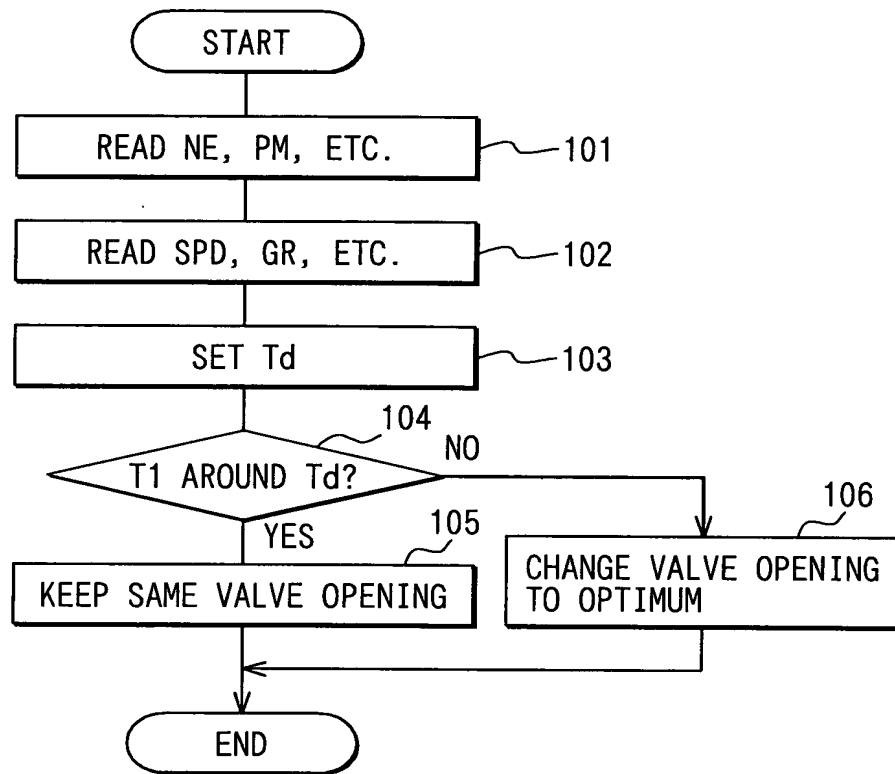 START
READ NE, PM, ETC.
101
READ SPD, GR, ETC.
102
SET Td
103
104
T1 AROUND Td?
NO
YES
105
KEEP SAME VALVE OPENING
106
CHANGE VALVE OPENING
TO OPTIMUM
END